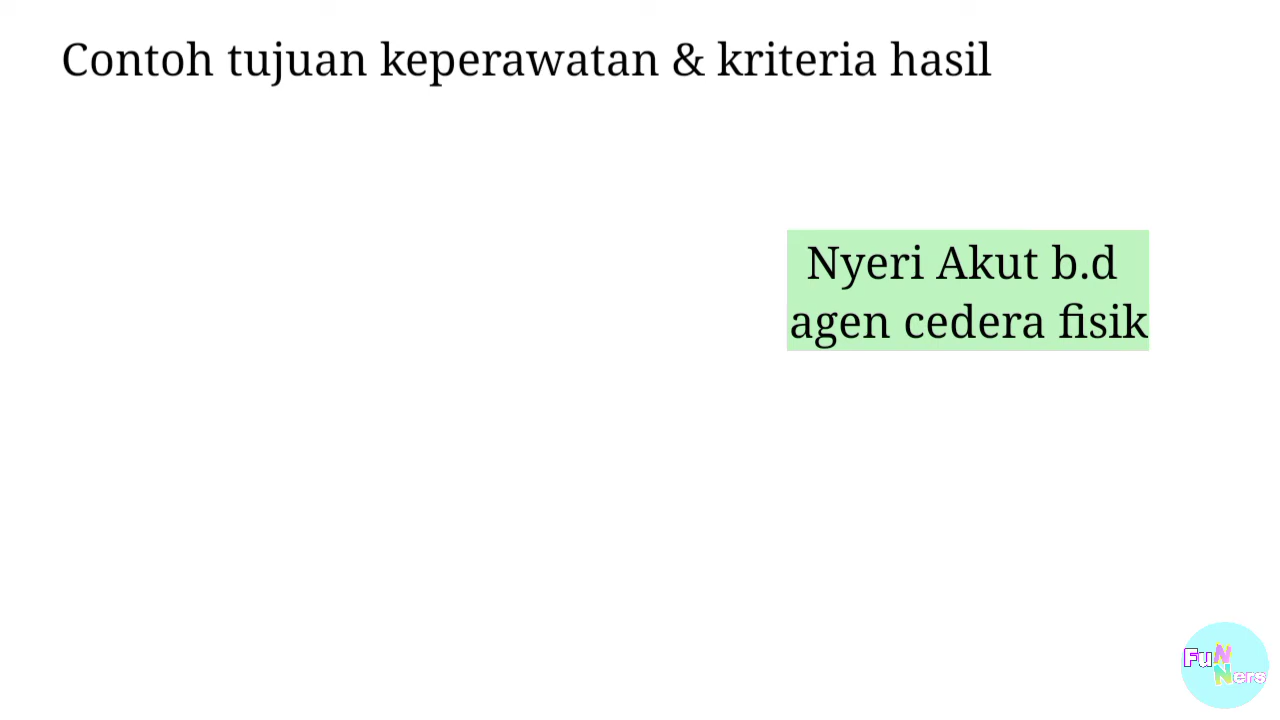 Contoh tujuan keperawatan & kriteria hasil
Nyeri Akut b.d
agen cedera fisik
FuN
Ners